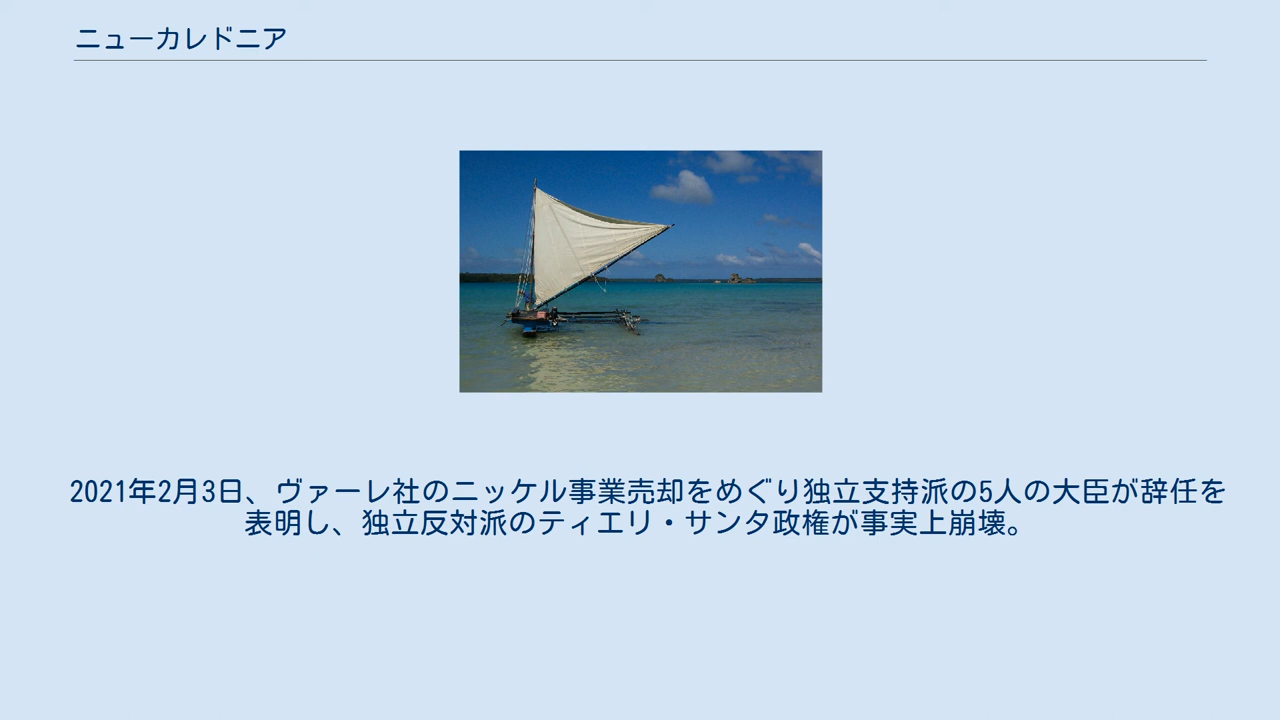 ニューカレドニア
2021年2月3日、ヴァーレ社のニッケル事業売却をめぐり独立支持派の5人の大臣が辞任を
表明し、独立反対派のティエリ・サンタ政権が事実上崩壊。